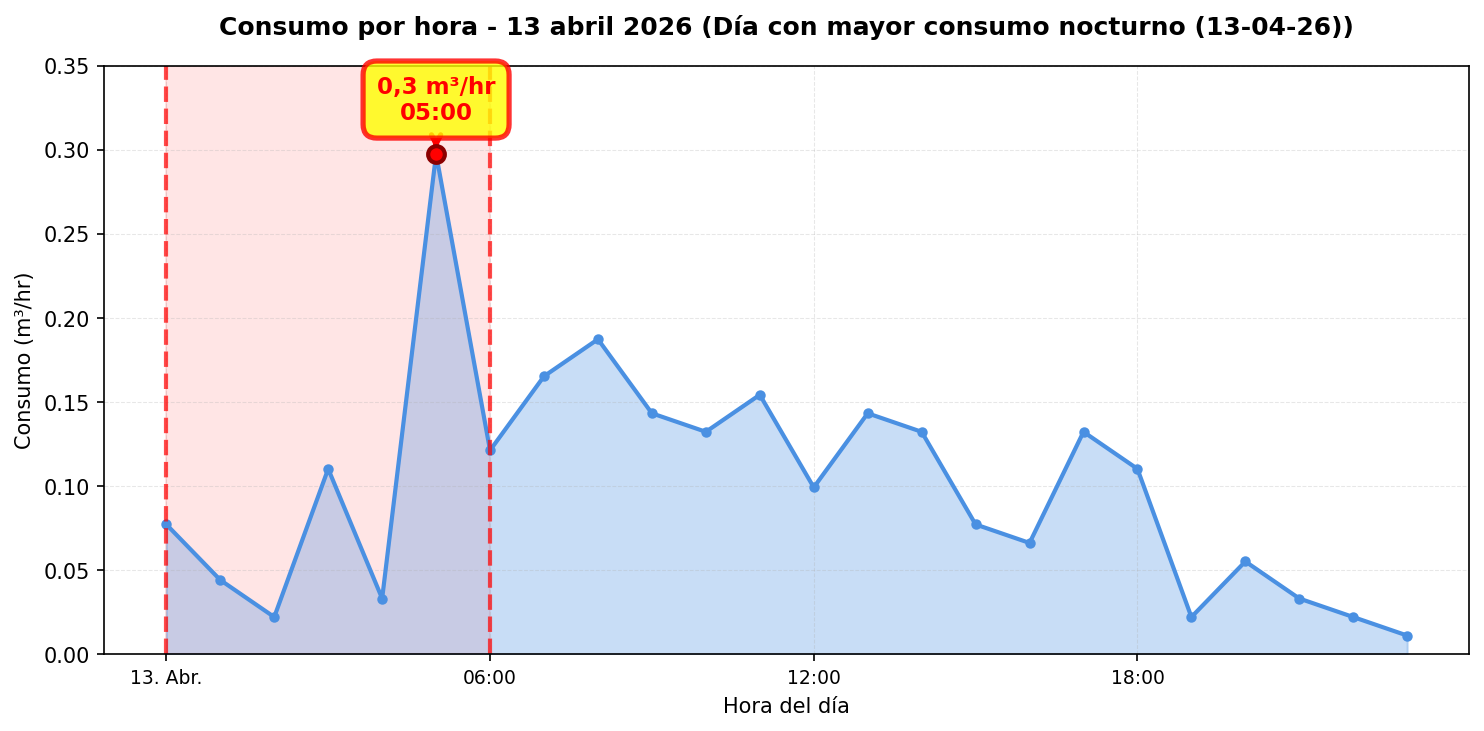 Consumo por hora - 13 abril 2026 (Día con mayor consumo nocturno (13-04-26))
0,3 m³/hr
05:00
Consumo (m³/hr)
0.35
0.30
0.25
0.20
0.15
0.10
0.05
0.00
13. Abr.
06:00
12:00
18:00
Hora del día